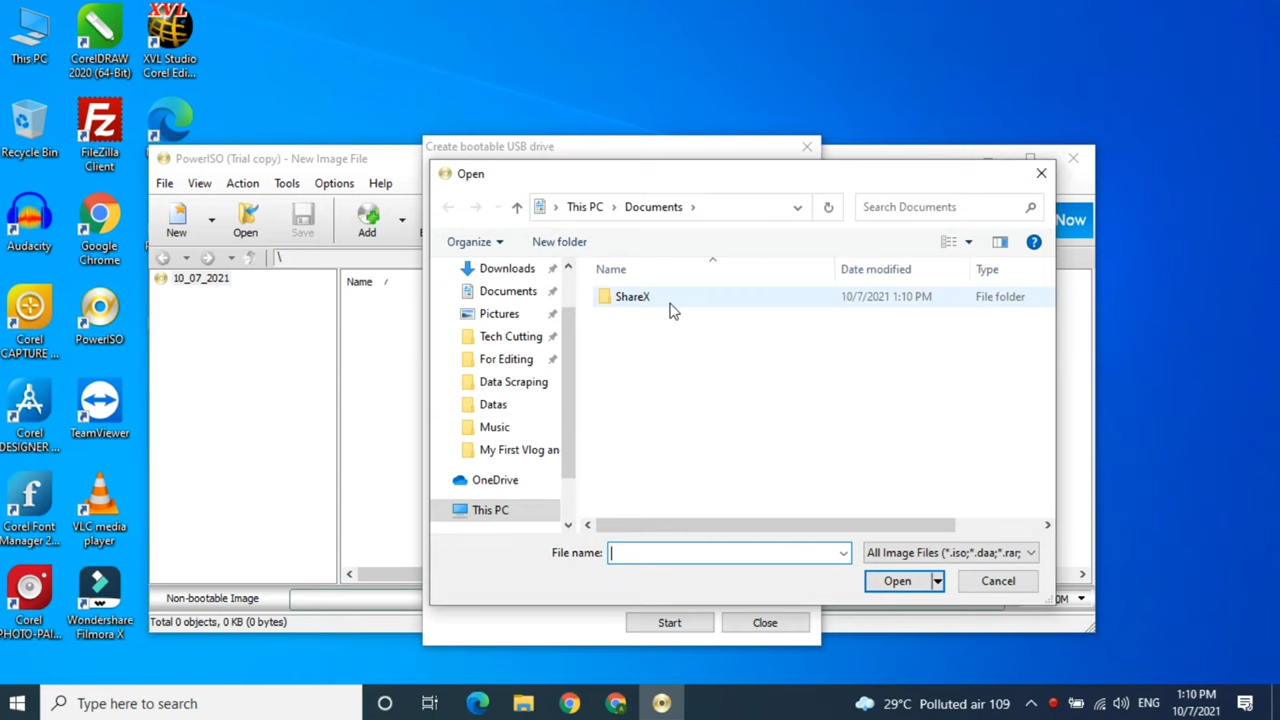 This PC
CorelDRAW
2020 (64-Bit)
XVL
XVL Studio
Corel Edi...
Recycle Bin
FileZilla
Client
Audacity
Google
Chrome
Corel
CAPTURE ...
PowerISO
Corel
DESIGNER ...
TeamViewer
Corel Font
Manager 2...
VLC media
player
Corel
PHOTO-PAI...
Wondershare
Filmora X
PowerISO (Trial copy) - New Image File
File View Action Tools Options Help
New
Open
Save
Add
Now
\
10_07_2021
Name /
Non-bootable Image
Total 0 objects, 0 KB (0 bytes)
Create bootable USB drive
Open
This PC > Documents >
Search Documents
Organize
New folder
Name
Date modified
Type
ShareX
10/7/2021 1:10 PM
File folder
Downloads
Documents
Pictures
Tech Cutting
For Editing
Data Scraping
Datas
Music
My First Vlog an
OneDrive
This PC
File name:
All Image Files (*.iso;*.daa;*.rar;
Open
Cancel
Start
Close
Type here to search
29°C Polluted air 109
ENG
1:10 PM
10/7/2021